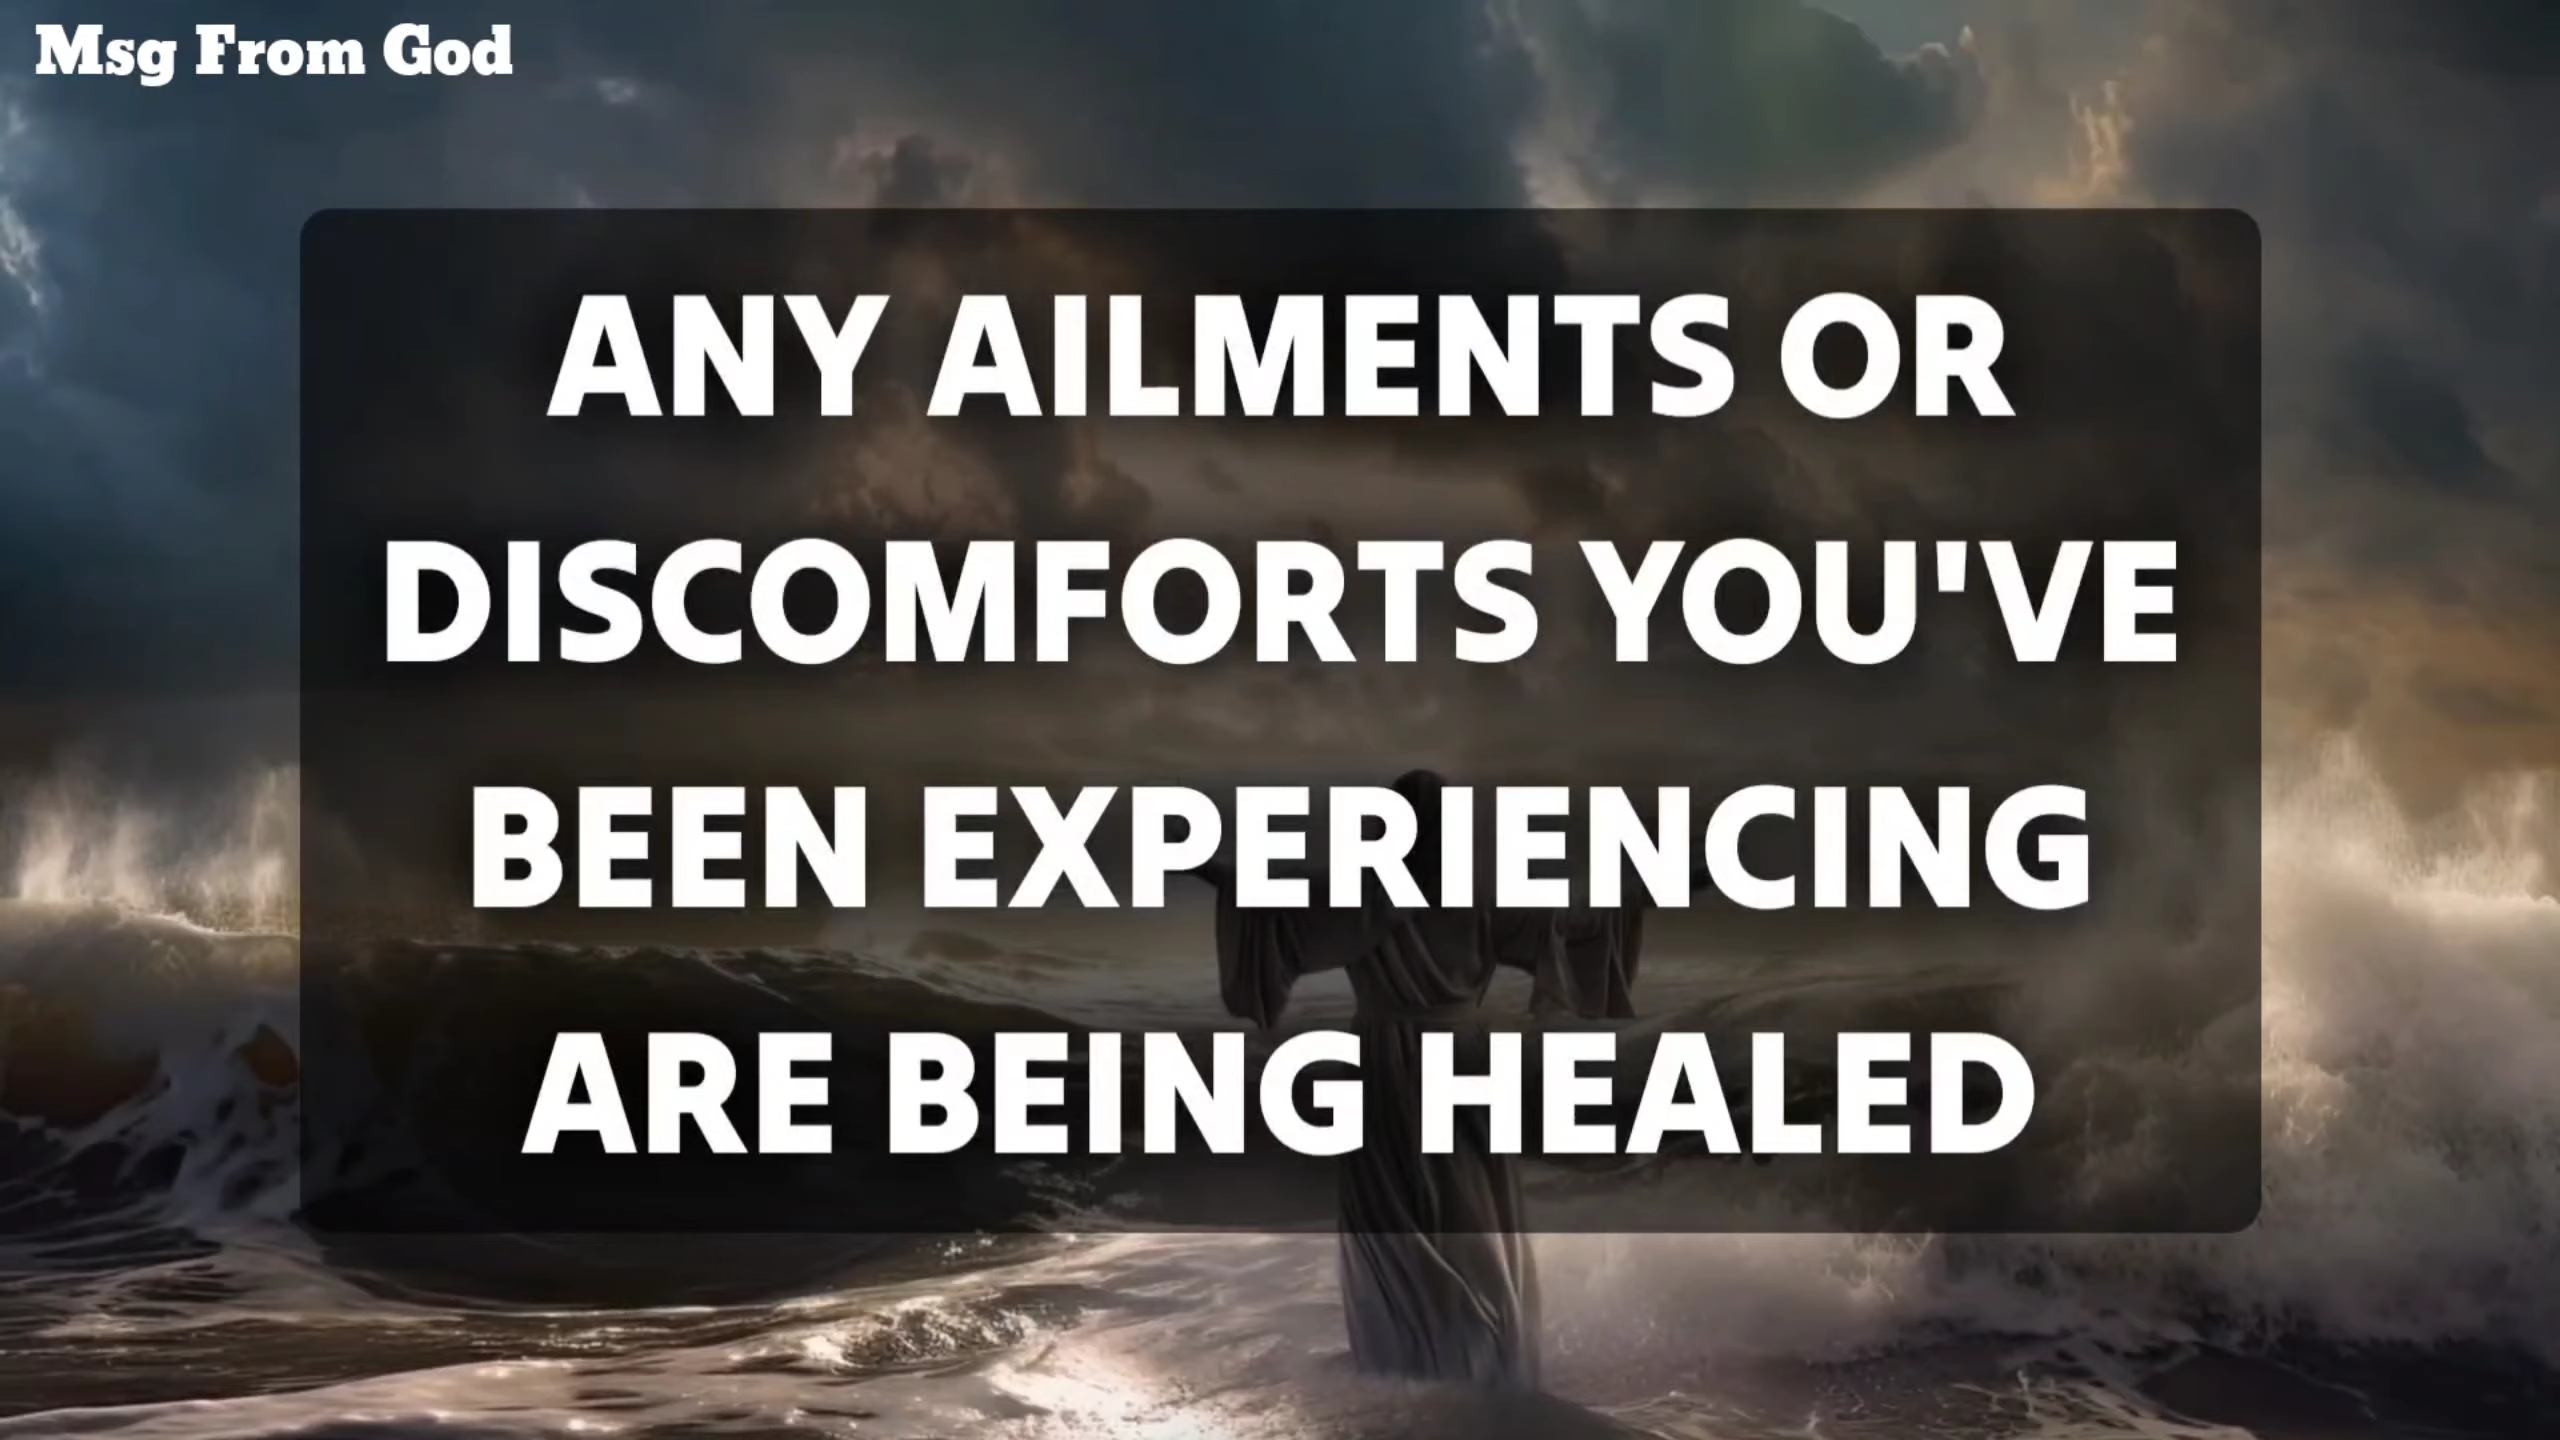 Msg From God
ANY AILMENTS OR
DISCOMFORTS YOU'VE
BEEN EXPERIENCING
ARE BEING HEALED